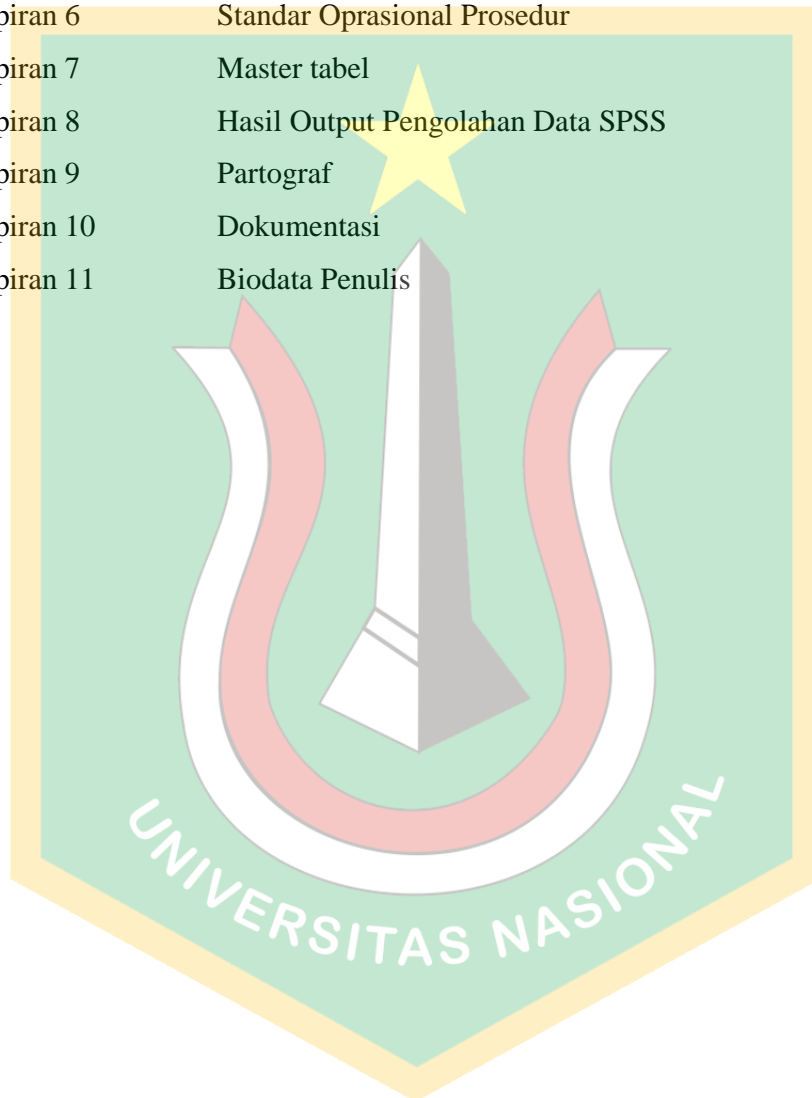 piran 6 Standar Oprasional Prosedur
piran 7 Master tabel
piran 8 Hasil Output Pengolahan Data SPSS
piran 9 Partograf
piran 10 Dokumentasi
piran 11 Biodata Penulis
UNIVERSITAS NASIONAL